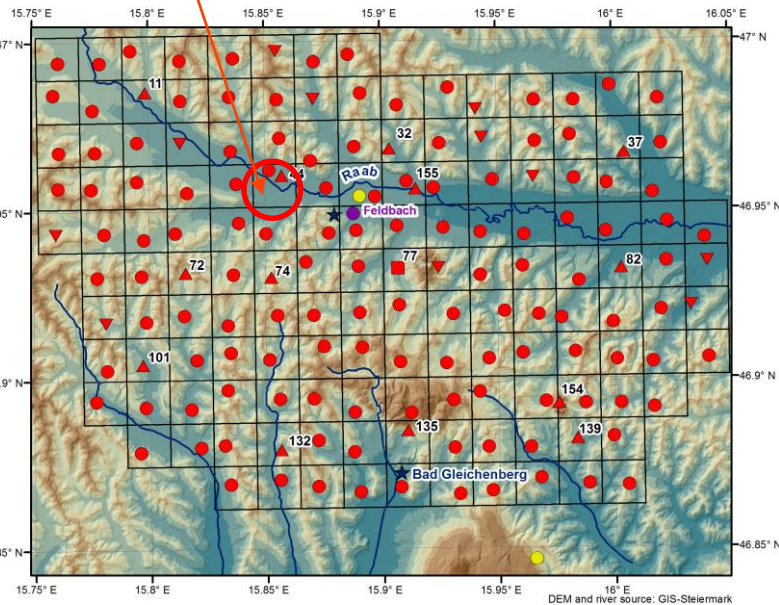 15.75° E 15.8° E 15.85° E 15.9° E 15.95° E 16° E 16.05° E
47° N 47° N
11
32
37
44
155
Raab
Feldbach
95° N 46.95° N
77
72
74
82
101
.9° N 46.9° N
154
135
139
132
Bad Gleichenberg
85° N 46.85° N
15.75° E 15.8° E 15.85° E 15.9° E 15.95° E 16° E
DEM and river source: GIS-Steiermark